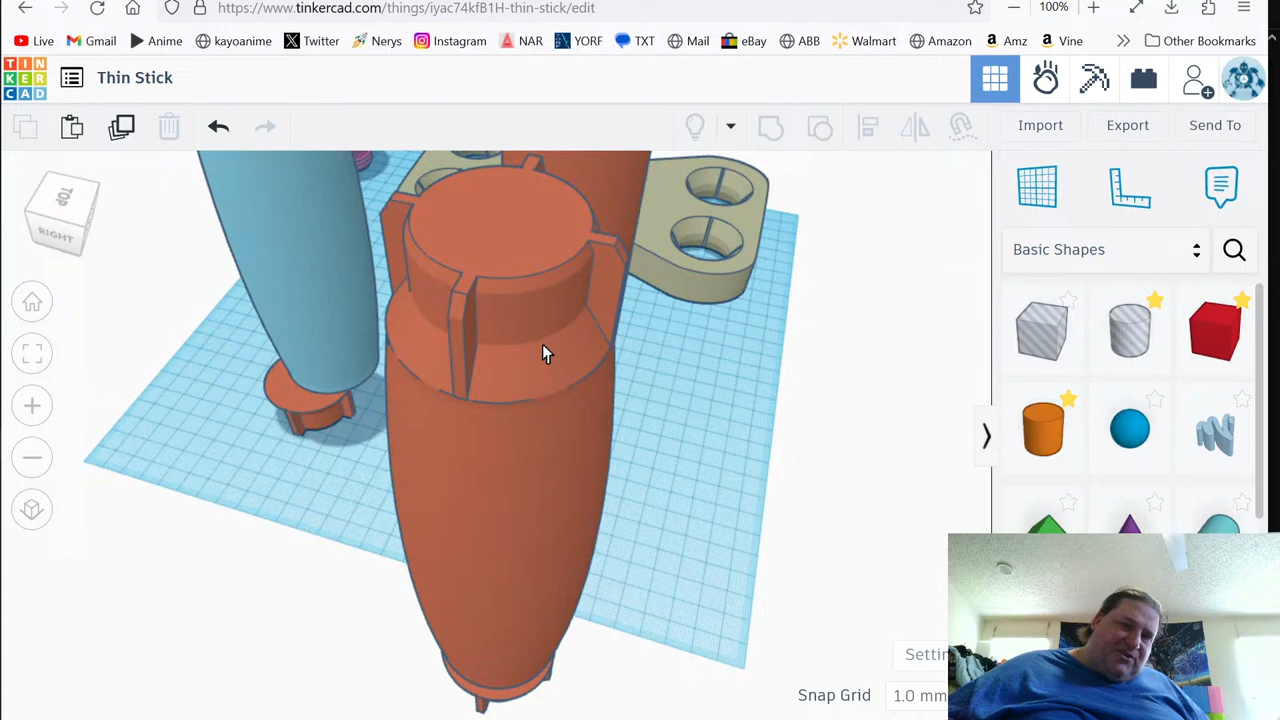 https://www.tinkercad.com/things/iyac74kfB1H-thin-stick/edit
100%
Live
Gmail
Anime
kayoanime
Twitter
Nerys
Instagram
NAR
YORF
TXT
Mail
eBay
ABB
Walmart
Amazon
Amz
Vine
Other Bookmarks
TIN
KER
CAD
Thin Stick
Import
Export
Send To
TOP
RIGHT
Basic Shapes
Snap Grid
1.0 mm